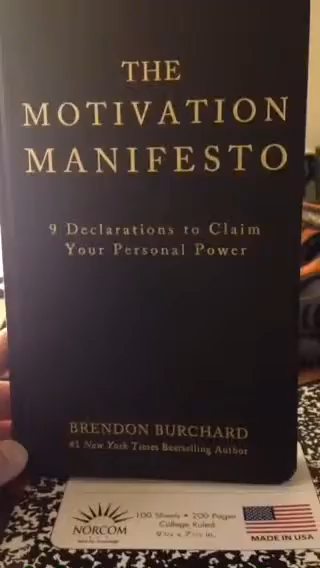 THE
MOTIVATION
MANIFESTO
9 Declarations to Claim
Your Personal Power
BRENDON BURCHARD
#1 New York Times Bestselling Author
NORCOM
100 Sheets • 200 Pages
College Ruled
MADE IN USA